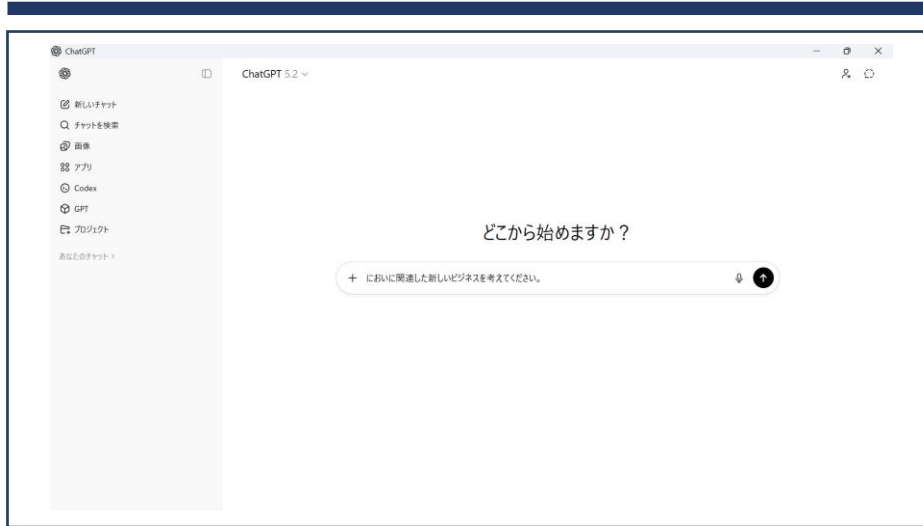 ChatGPT
ChatGPT 5.2
新しいチャット
チャットを検索
画像
アプリ
Codex
GPT
プロジェクト
あなたのチャット
どこから始めますか？
においに関連した新しいビジネスを考えてください。